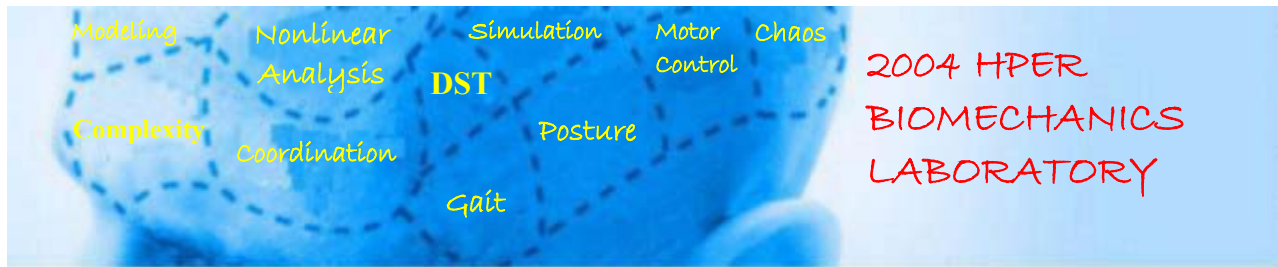 Modeling
Nonlinear
Analysis
Simulation
Motor
Control
Chaos
DST
Complexity
Coordination
Posture
Gait
2004 HPER
BIOMECHANICS
LABORATORY